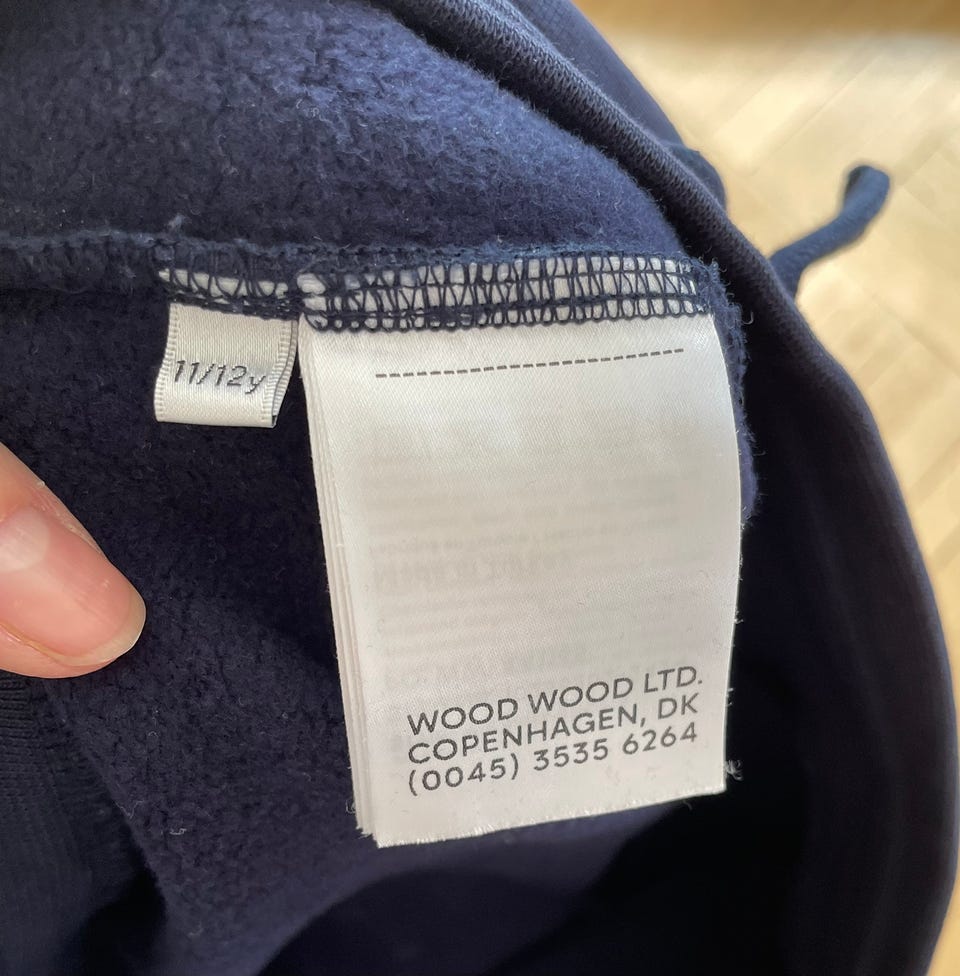 11/12y
WOOD WOOD LTD.
COPENHAGEN, DK
(0045) 3535 6264